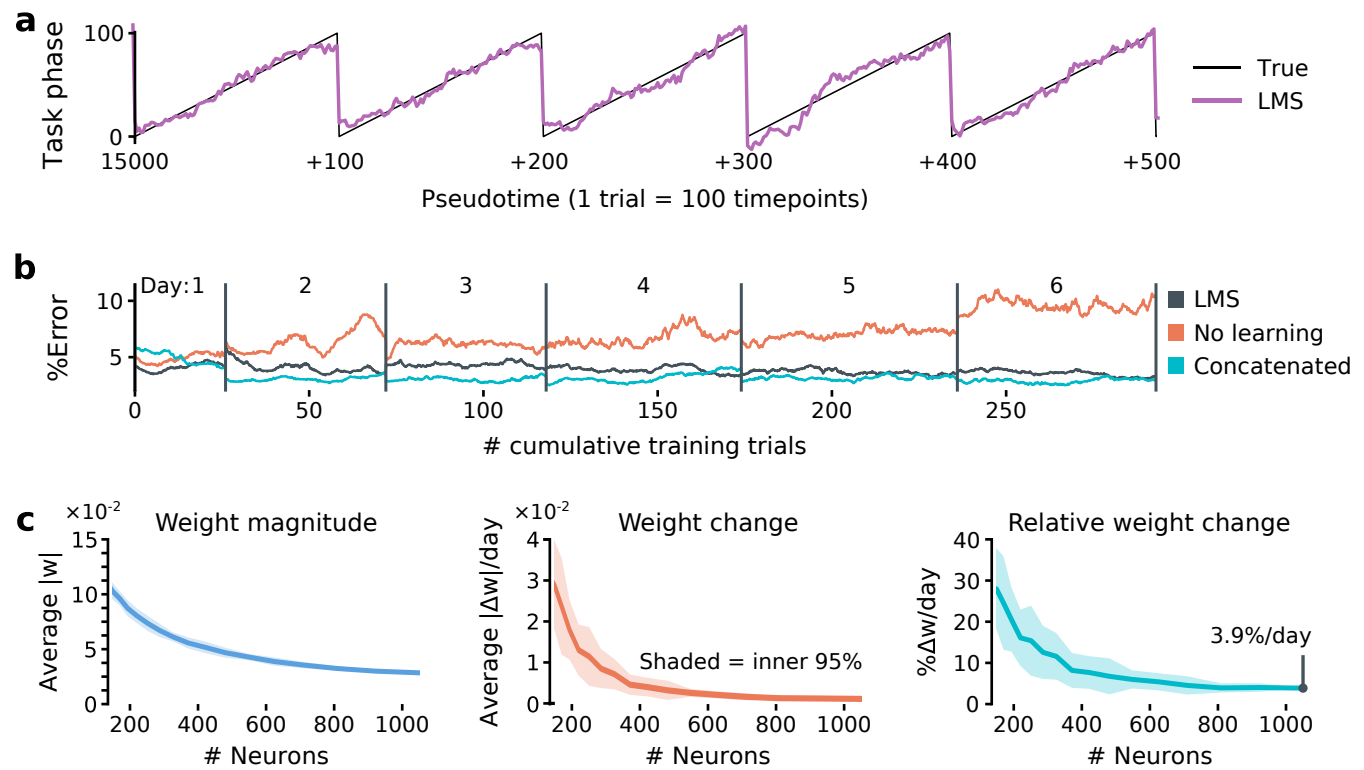 a
Task phase
100
0
15000 +100 +200 +300 +400 +500
Pseudotime (1 trial = 100 timepoints)
True
LMS
b
%Error
10
5
Day:1 2 3 4 5 6
0 50 100 150 200 250
# cumulative training trials
LMS
No learning
Concatenated
c
×10-2
Weight magnitude
Average |w|
15
10
5
0
200 400 600 800 1000
# Neurons
×10-2
Weight change
Average |Δw|/day
4
3
2
1
0
Shaded = inner 95%
200 400 600 800 1000
# Neurons
Relative weight change
%Δw/day
40
30
20
10
0
3.9%/day
200 400 600 800 1000
# Neurons